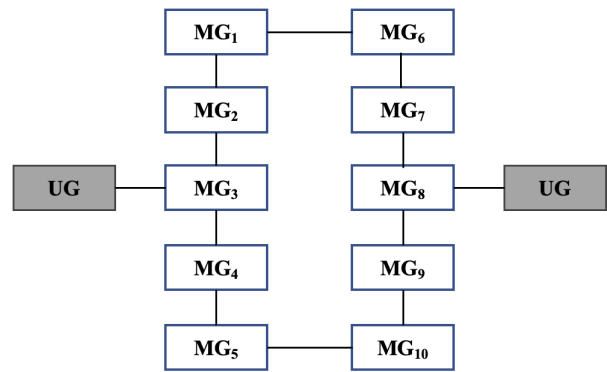 MG₁ MG₆
MG₂ MG₇
UG MG₃ MG₈ UG
MG₄ MG₉
MG₅ MG₁₀